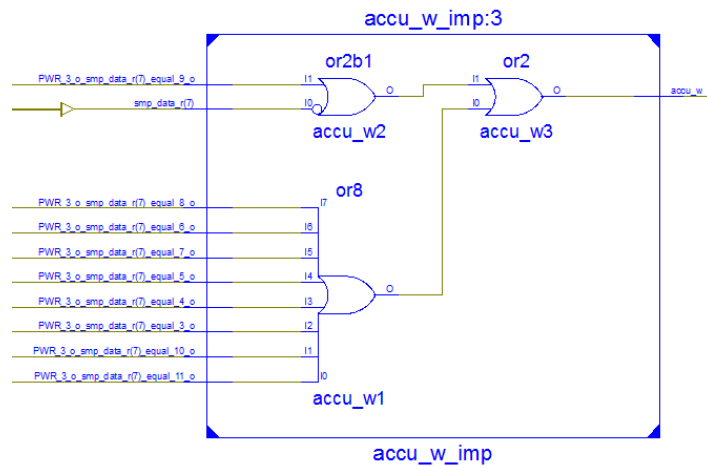 accu_w_imp:3
or2b1
or2
PWR_3_o_smp_data_r(7)_equal_9_o
I1
O
I1
O
smp_data_r(7)
I0
I0
accu_w
accu_w2
accu_w3
or8
PWR_3_o_smp_data_r(7)_equal_8_o
I7
PWR_3_o_smp_data_r(7)_equal_6_o
I6
PWR_3_o_smp_data_r(7)_equal_7_o
I5
PWR_3_o_smp_data_r(7)_equal_5_o
I4
O
PWR_3_o_smp_data_r(7)_equal_4_o
I3
PWR_3_o_smp_data_r(7)_equal_3_o
I2
PWR_3_o_smp_data_r(7)_equal_10_o
I1
PWR_3_o_smp_data_r(7)_equal_11_o
I0
accu_w1
accu_w_imp